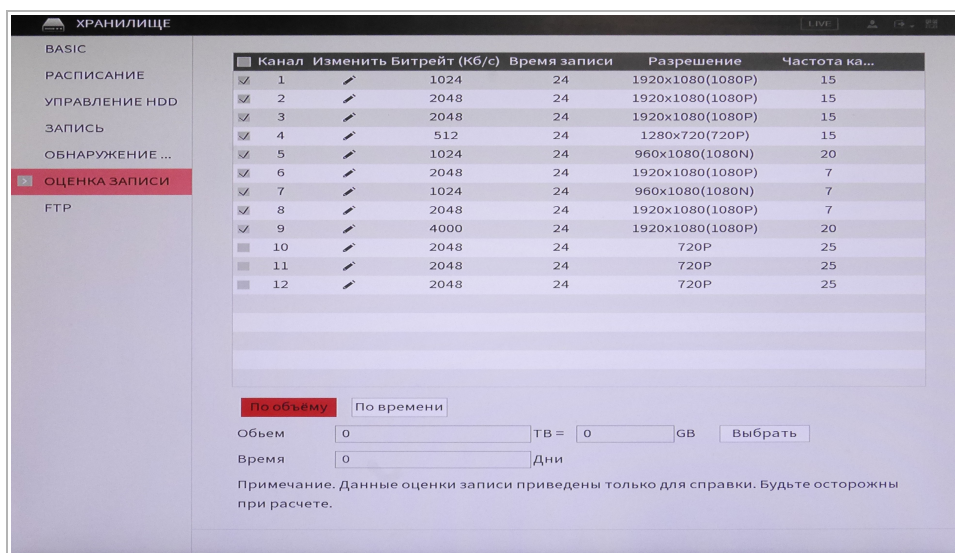 ХРАНИЛИЩЕ LIVE
BASIC
РАСПИСАНИЕ
УПРАВЛЕНИЕ HDD
ЗАПИСЬ
ОБНАРУЖЕНИЕ ...
ОЦЕНКА ЗАПИСИ
FTP
Канал Изменить Битрейт (Кб/с) Время записи Разрешение Частота ка...
1 1024 24 1920x1080(1080P) 15
2 2048 24 1920x1080(1080P) 15
3 2048 24 1920x1080(1080P) 15
4 512 24 1280x720(720P) 15
5 1024 24 960x1080(1080N) 20
6 2048 24 1920x1080(1080P) 7
7 1024 24 960x1080(1080N) 7
8 2048 24 1920x1080(1080P) 7
9 4000 24 1920x1080(1080P) 20
10 2048 24 720P 25
11 2048 24 720P 25
12 2048 24 720P 25
По объёму По времени
Обьем 0 TB = 0 GB Выбрать
Время 0 Дни
Примечание. Данные оценки записи приведены только для справки. Будьте осторожны
при расчете.